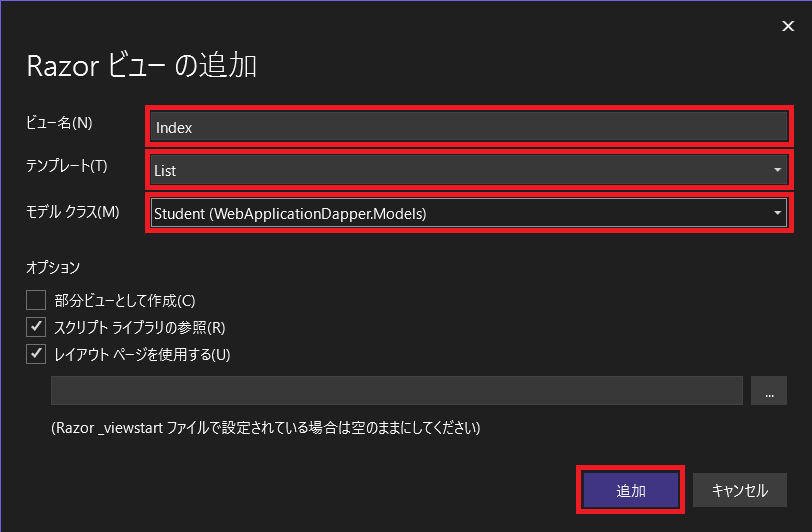 Razor ビュー の追加
ビュー名(N)
Index
テンプレート(T)
List
モデル クラス(M)
Student (WebApplicationDapper.Models)
オプション
部分ビューとして作成(C)
スクリプト ライブラリの参照(R)
レイアウト ページを使用する(U)
...
(Razor _viewstart ファイルで設定されている場合は空のままにしてください)
追加
キャンセル